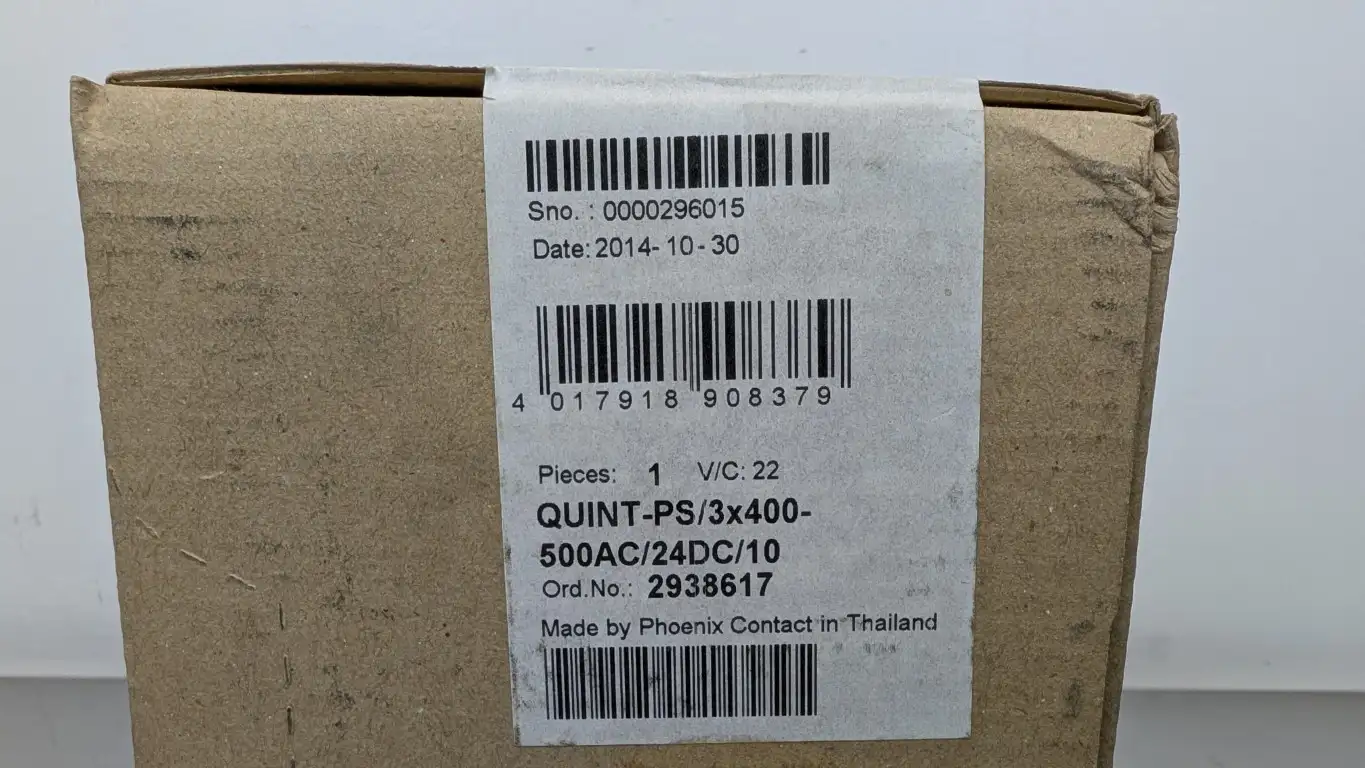 Sno. : 0000296015
Date: 2014-10-30
4 017918 908379
Pieces: 1 V/C: 22
QUINT-PS/3x400-
500AC/24DC/10
Ord.No.: 2938617
Made by Phoenix Contact in Thailand